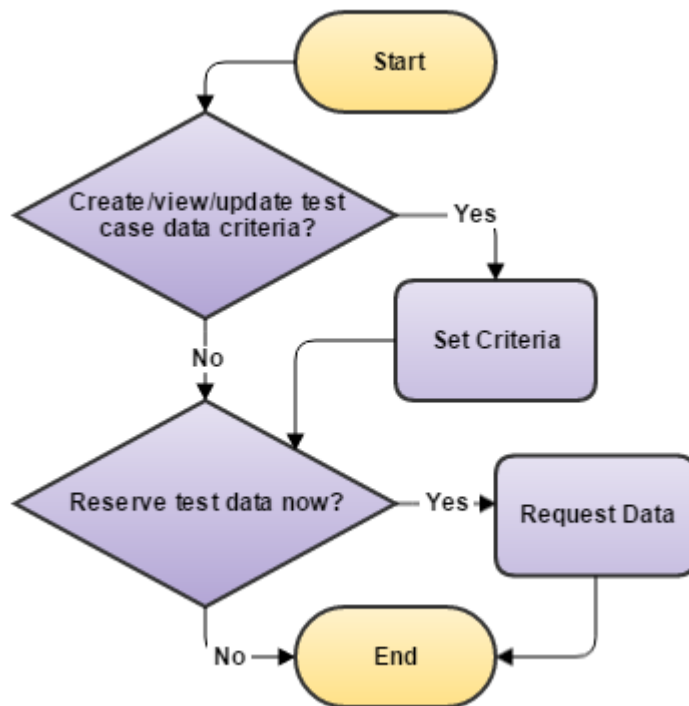 Start
Create/view/update test
case data criteria?
Yes
Set Criteria
No
Reserve test data now?
Yes
Request Data
No
End